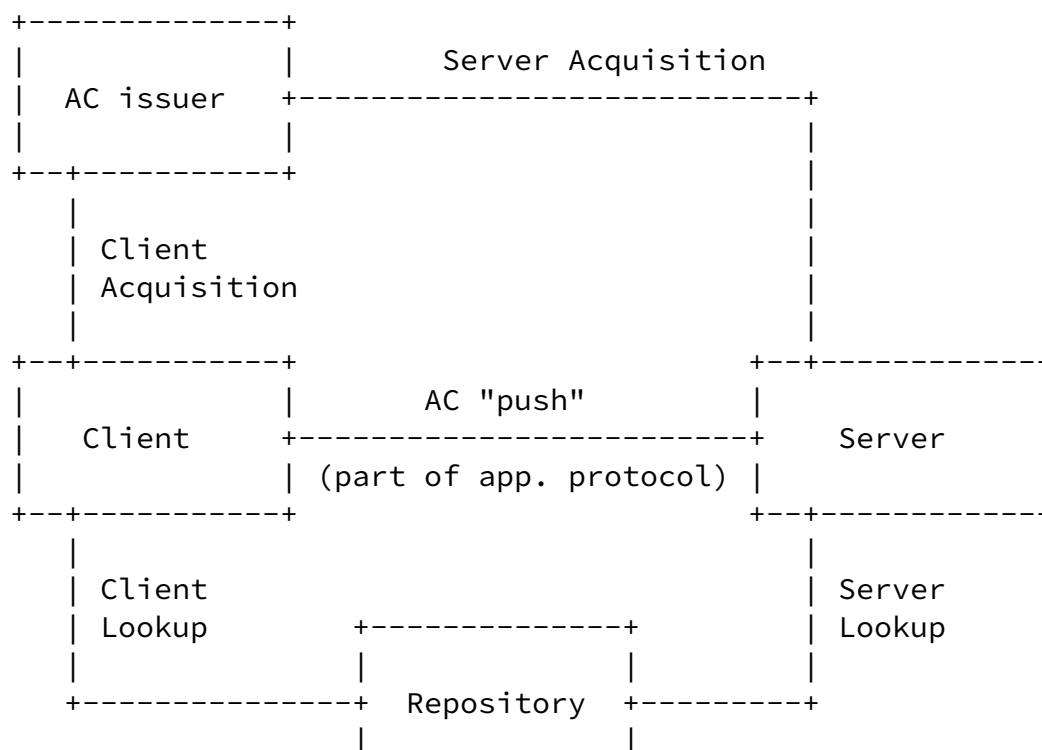 Server Acquisition
AC issuer
Client
Acquisition
AC "push"
Client Server
(part of app. protocol)
Client Server
Lookup Lookup
Repository